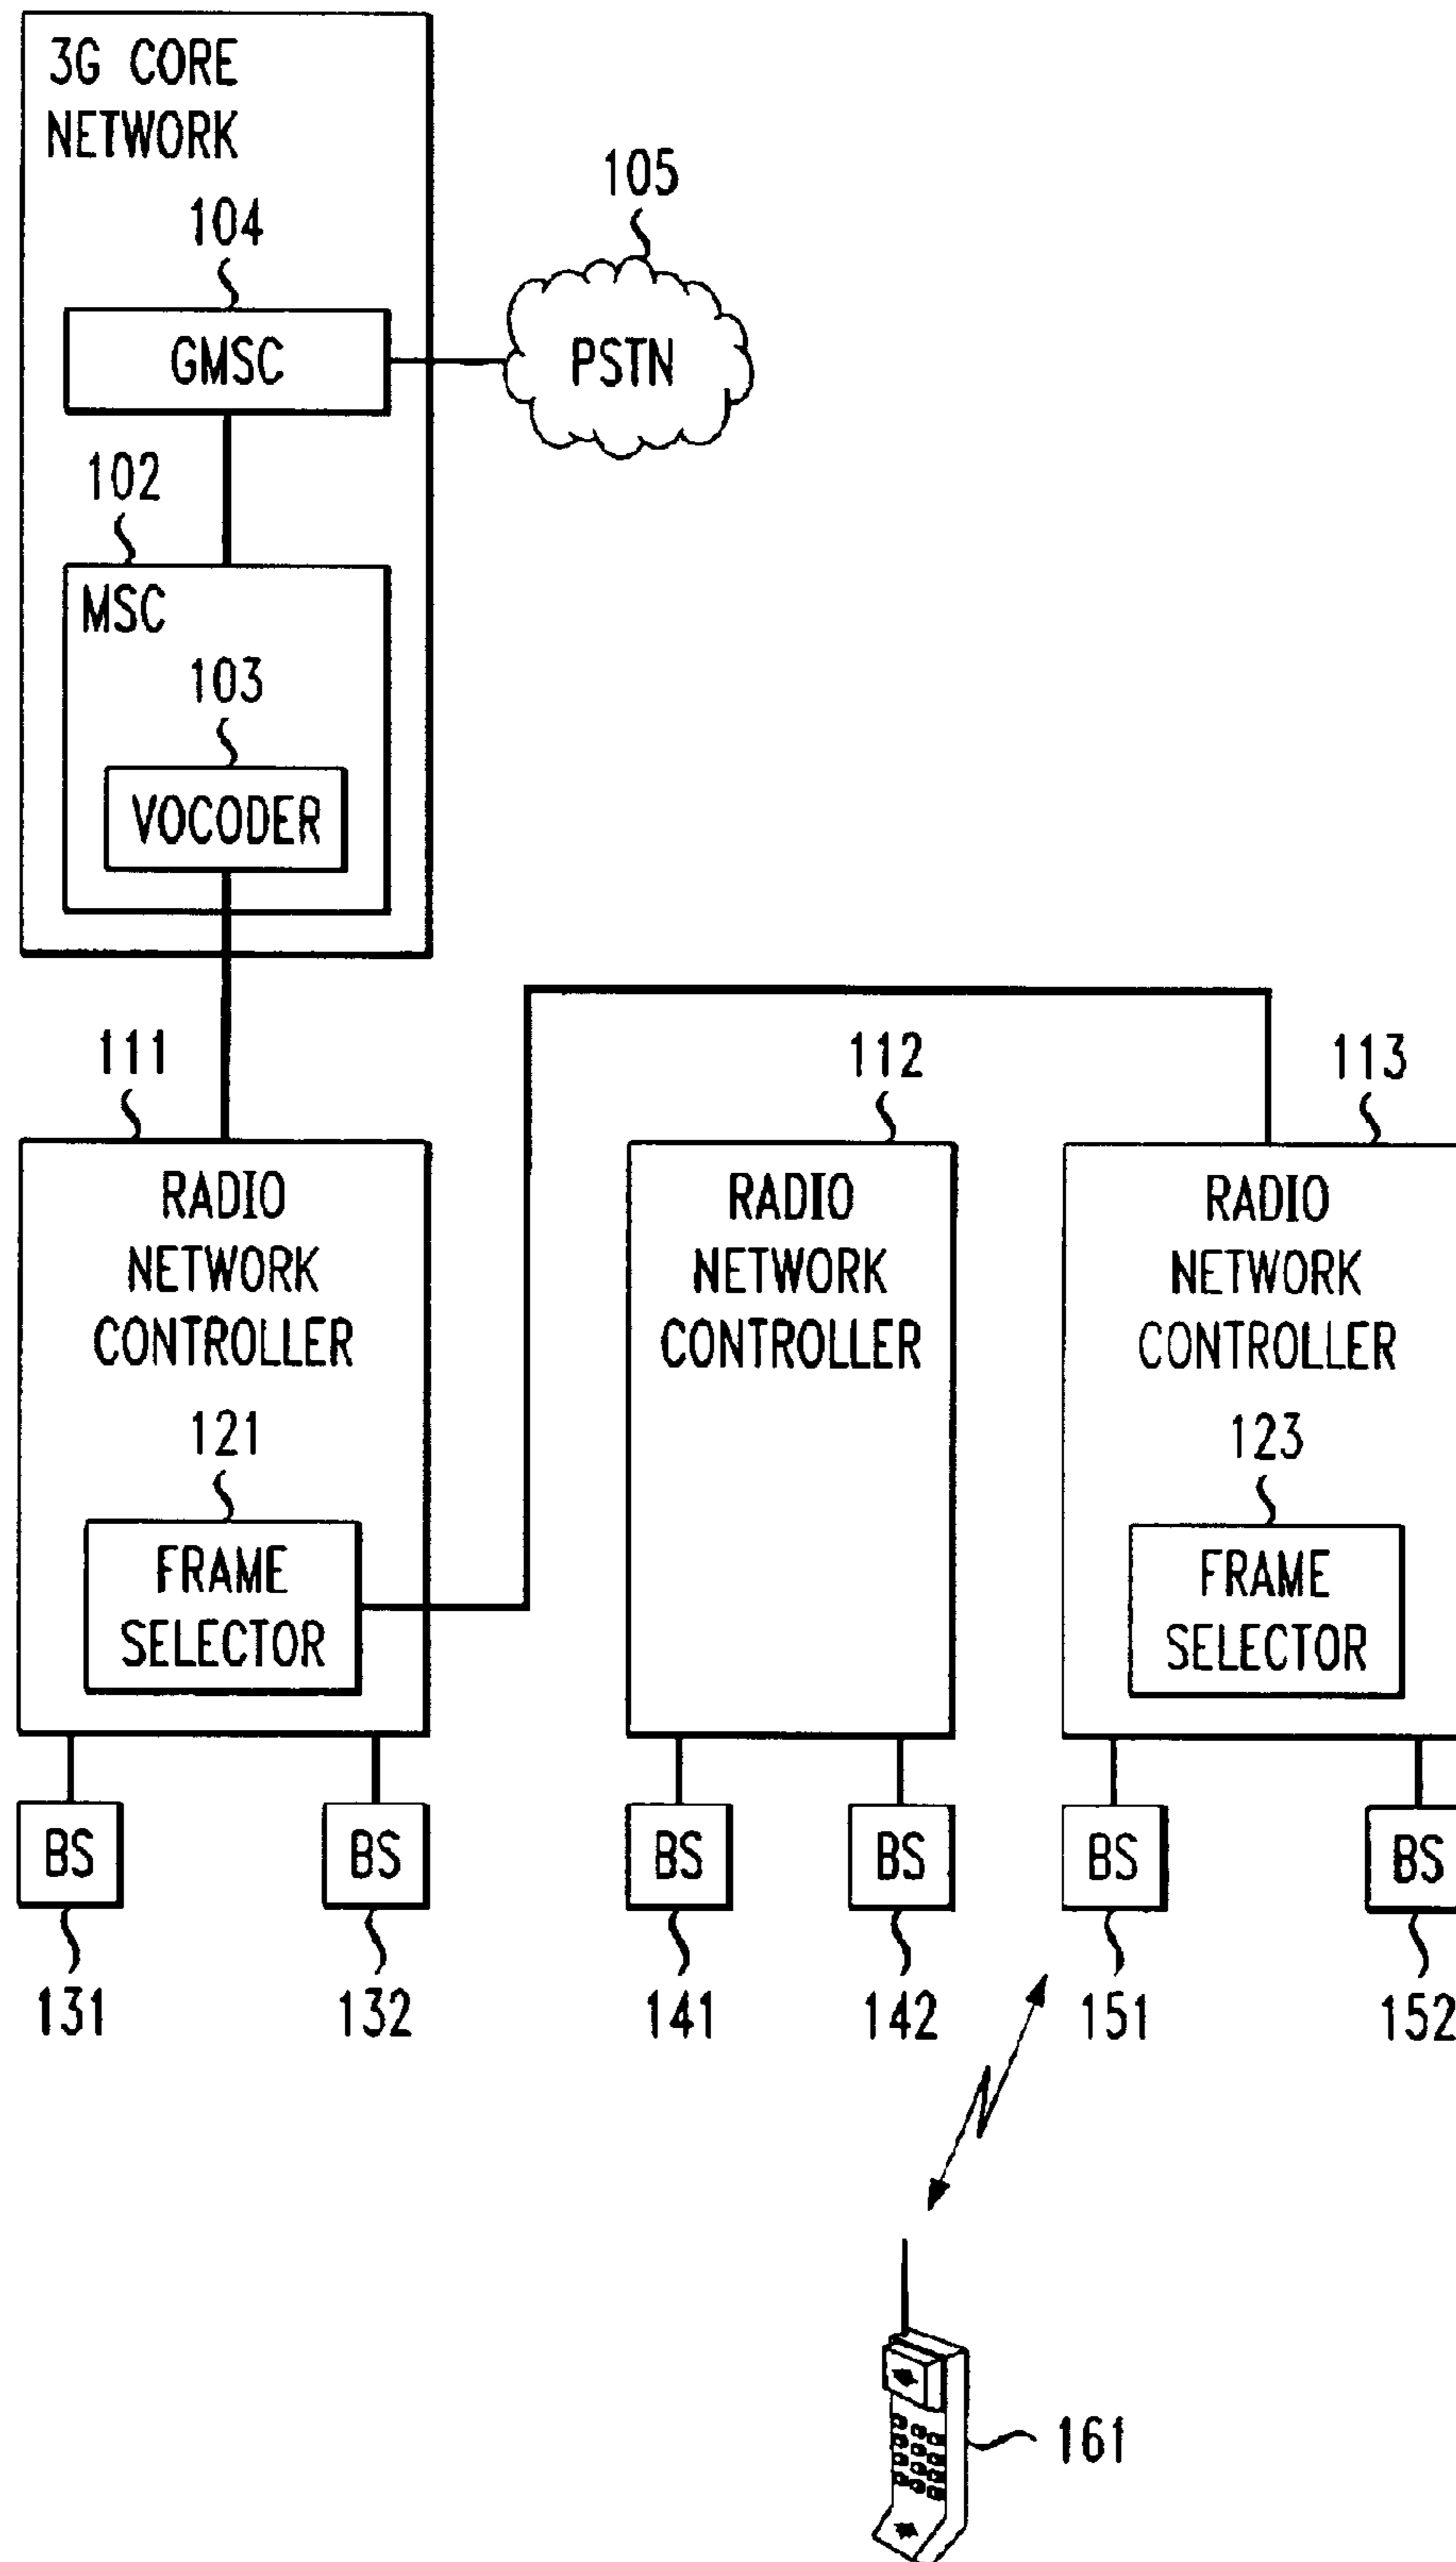 3G CORE
NETWORK
105
104
GMSC
PSTN
102
MSC
103
VOCODER
111
112
113
RADIO
NETWORK
CONTROLLER
RADIO
NETWORK
CONTROLLER
RADIO
NETWORK
CONTROLLER
121
123
FRAME
SELECTOR
FRAME
SELECTOR
BS
BS
BS
BS
BS
BS
131
132
141
142
151
152
161